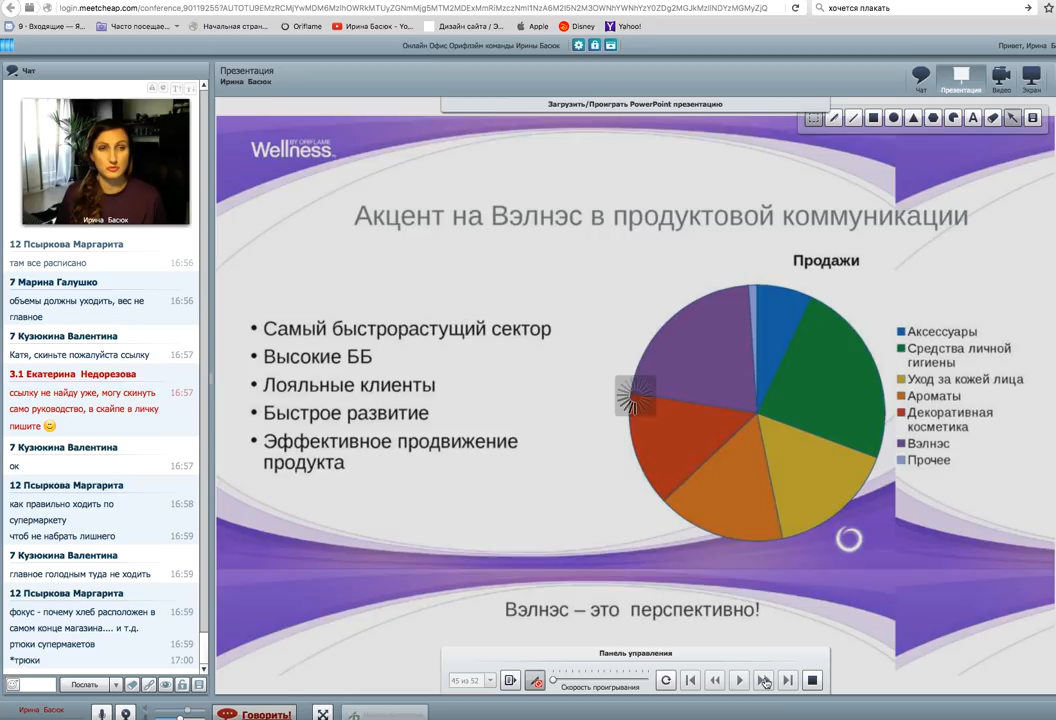 хочется плакать
9 - Входящие — Я...
Часто посещае...
Начальная стран...
Oriflame
Ирина Басюк - Yo...
Дизайн сайта / Э...
Apple
Disney
Yahoo!
Онлайн Офис Орифлэйм команды Ирины Басюк
Привет, Ирина Б
Чат
Ирина Басюк
12 Псыркова Маргарита
там все расписано 16:56
7 Марина Галушко
объемы должны уходить, вес не 16:56
главное
7 Кузюкина Валентина
Катя, скиньте пожалуйста ссылку 16:57
3.1 Екатерина Недорезова
ссылку не найду уже, могу скинуть 16:57
само руководство, в скайпе в личку
пишите
7 Кузюкина Валентина
ок 16:57
12 Псыркова Маргарита
как правильно ходить по 16:58
супермаркету
чтоб не набрать лишнего 16:59
7 Кузюкина Валентина
главное голодным туда не ходить 16:59
12 Псыркова Маргарита
фокус - почему хлеб расположен в 16:59
самом конце магазина.... и т.д.
ртюки супермакетов 16:59
*трюки 17:00
Послать
Ирина Басюк
Говорить!
Презентация
Ирина Басюк
Чат
Презентация
Видео
Экран
Загрузить/Проиграть PowerPoint презентацию
Wellness
BY ORIFLAME
Акцент на Вэлнэс в продуктовой коммуникации
Продажи
• Самый быстрорастущий сектор
• Высокие ББ
• Лояльные клиенты
• Быстрое развитие
• Эффективное продвижение
продукта
Аксессуары
Средства личной
гигиены
Уход за кожей лица
Ароматы
Декоративная
косметика
Вэлнэс
Прочее
Вэлнэс – это перспективно!
Панель управления
45 из 52
Скорость проигрывания